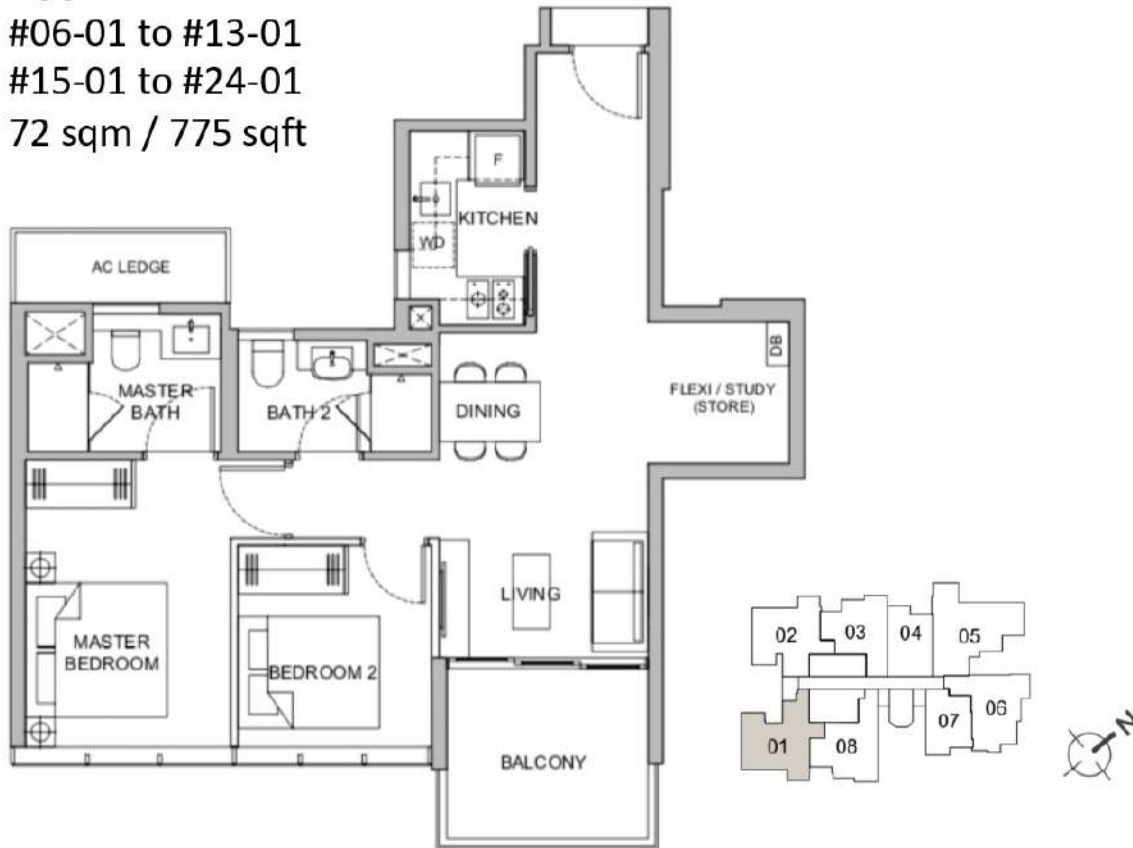 #06-01 to #13-01
#15-01 to #24-01
72 sqm / 775 sqft
F
KITCHEN
WD
AC LEDGE
DB
MASTER
BATH
BATH 2
DINING
FLEXI / STUDY
(STORE)
LIVING
MASTER
BEDROOM
BEDROOM 2
BALCONY
02
03
04
05
01
08
07
06
N